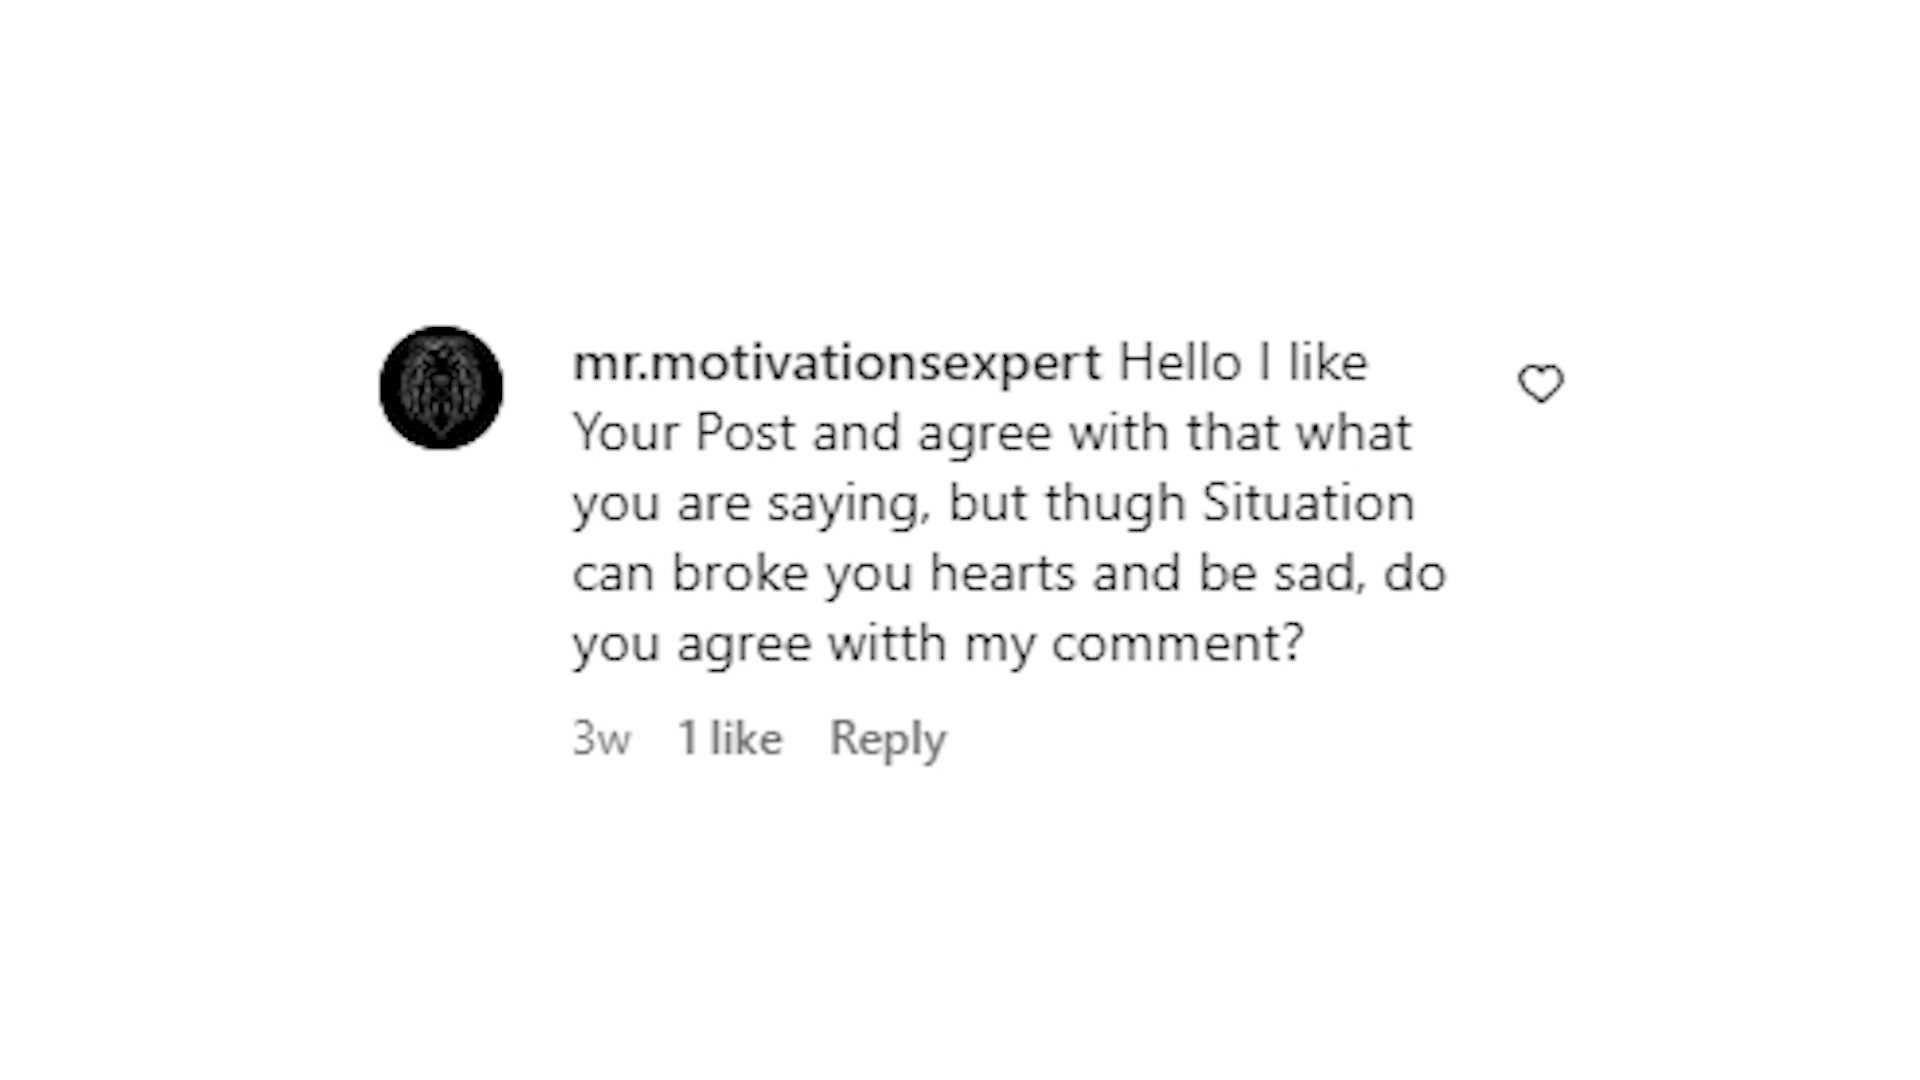 mr.motivationsexpert Hello I like
Your Post and agree with that what
you are saying, but thugh Situation
can broke you hearts and be sad, do
you agree witth my comment?
3w 1 like Reply